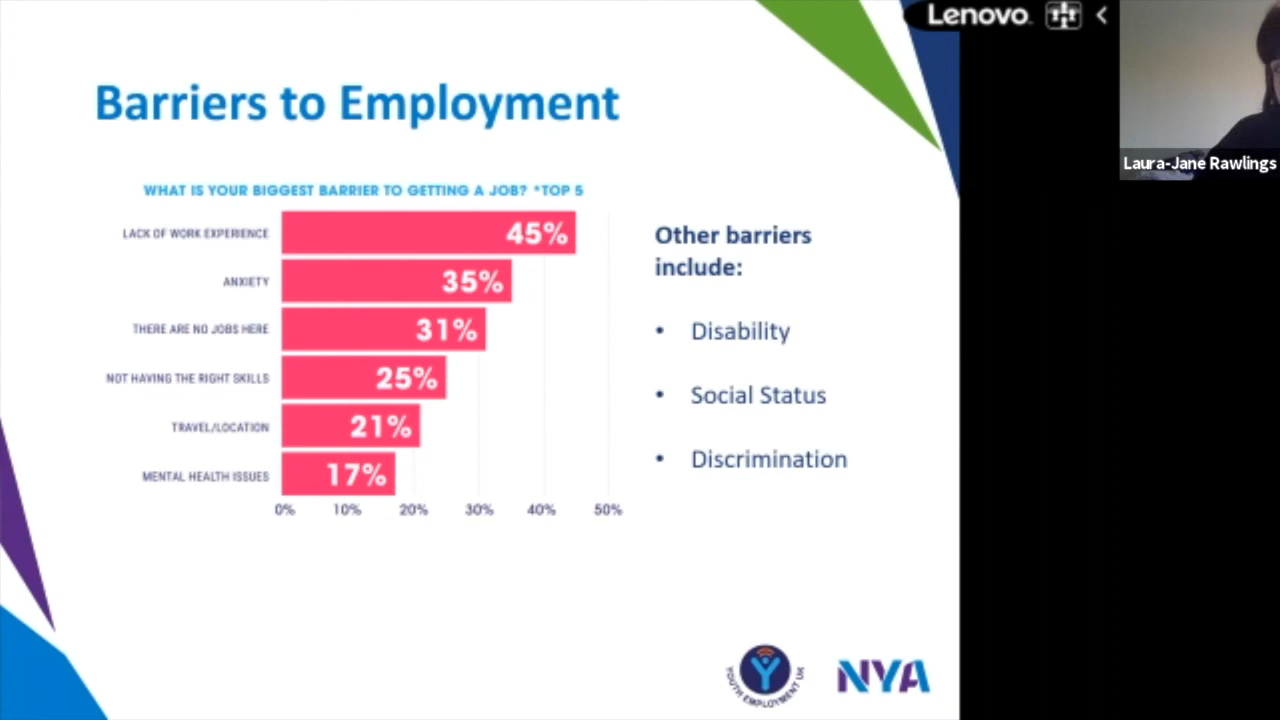 Lenovo
Laura-Jane Rawlings
Barriers to Employment
WHAT IS YOUR BIGGEST BARRIER TO GETTING A JOB? *TOP 5
LACK OF WORK EXPERIENCE 45%
ANXIETY 35%
THERE ARE NO JOBS HERE 31%
NOT HAVING THE RIGHT SKILLS 25%
TRAVEL/LOCATION 21%
MENTAL HEALTH ISSUES 17%
0% 10% 20% 30% 40% 50%
Other barriers
include:
• Disability
• Social Status
• Discrimination
YOUTH EMPLOYMENT UK
NYA